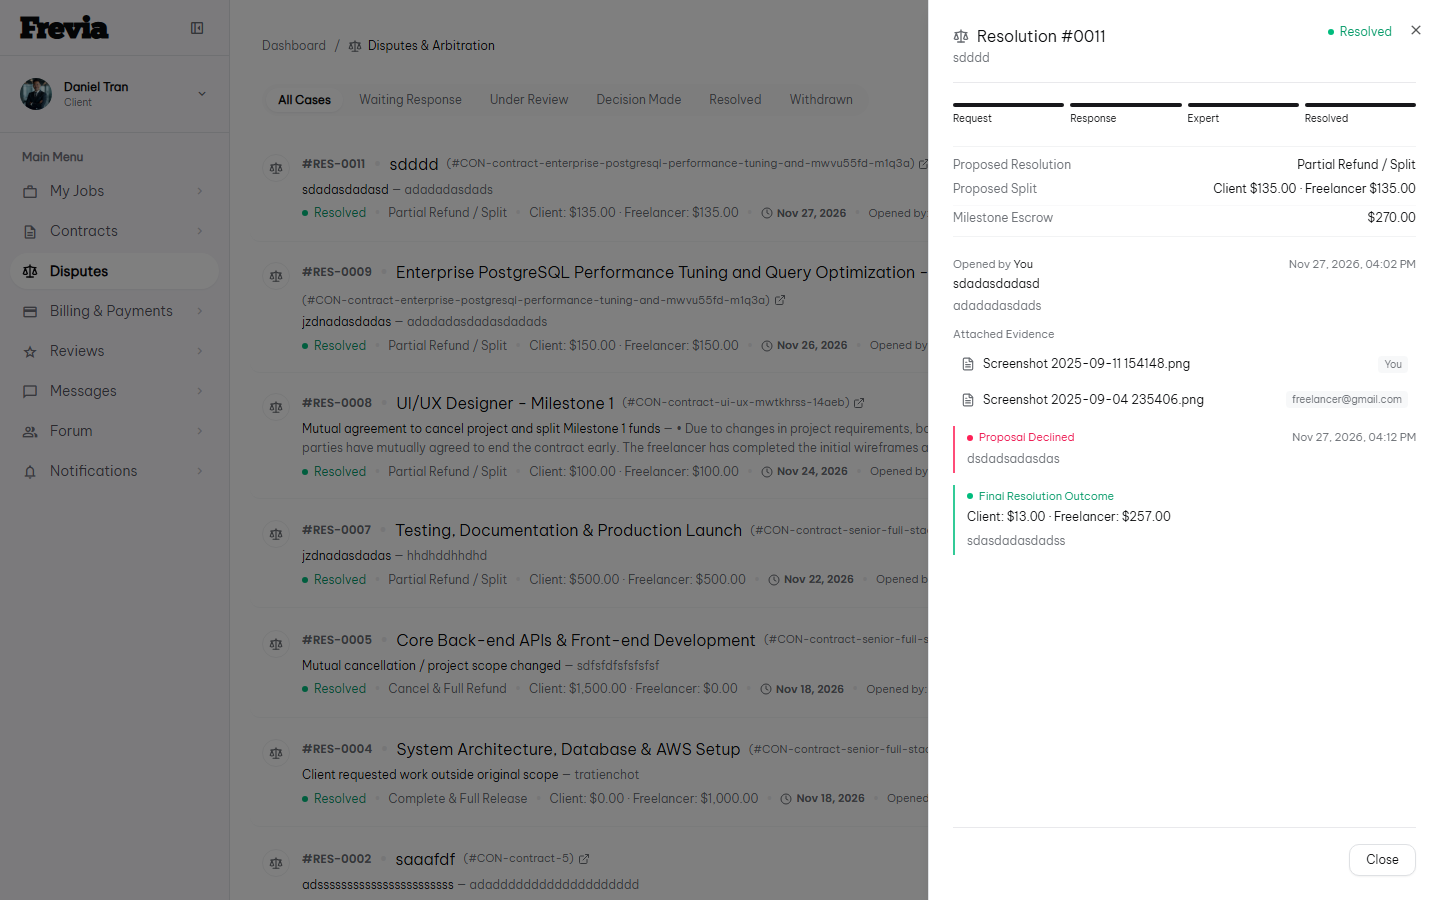 Frevia
Daniel Tran
Client
Main Menu
My Jobs
Contracts
Disputes
Billing & Payments
Reviews
Messages
Forum
Notifications
Dashboard / Disputes & Arbitration
All Cases Waiting Response Under Review Decision Made Resolved Withdrawn
#RES-0011 • sdddd (#CON-contract-enterprise-postgresql-performance-tuning-and-mwvu55fd-m1q3a)
sdadasdadasd — adadadasdads
Resolved • Partial Refund / Split • Client: $135.00 · Freelancer: $135.00 • Nov 27, 2026 • Opened by:
#RES-0009 • Enterprise PostgreSQL Performance Tuning and Query Optimization -
(#CON-contract-enterprise-postgresql-performance-tuning-and-mwvu55fd-m1q3a)
jzdnadasdadas — adadadasdadasdadads
Resolved • Partial Refund / Split • Client: $150.00 · Freelancer: $150.00 • Nov 26, 2026 • Opened by
#RES-0008 • UI/UX Designer - Milestone 1 (#CON-contract-ui-ux-mwtkhrss-14aeb)
Mutual agreement to cancel project and split Milestone 1 funds — • Due to changes in project requirements,
parties have mutually agreed to end the contract early. The freelancer has completed the initial wireframes a
Resolved • Partial Refund / Split • Client: $100.00 · Freelancer: $100.00 • Nov 24, 2026 • Opened by
#RES-0007 • Testing, Documentation & Production Launch (#CON-contract-senior-full-stac
jzdnadasdadas — hhdhddhhdhd
Resolved • Partial Refund / Split • Client: $500.00 · Freelancer: $500.00 • Nov 22, 2026 • Opened b
#RES-0005 • Core Back-end APIs & Front-end Development (#CON-contract-senior-full-s
Mutual cancellation / project scope changed — sdfsfdfsfsfsfsf
Resolved • Cancel & Full Refund • Client: $1,500.00 · Freelancer: $0.00 • Nov 18, 2026 • Opened by:
#RES-0004 • System Architecture, Database & AWS Setup (#CON-contract-senior-full-stac
Client requested work outside original scope — tratienchot
Resolved • Complete & Full Release • Client: $0.00 · Freelancer: $1,000.00 • Nov 18, 2026 • Opened
#RES-0002 • saaafdf (#CON-contract-5)
Resolution #0011
Resolved
sdddd
Request Response Expert Resolved
Proposed Resolution Partial Refund / Split
Proposed Split Client $135.00 · Freelancer $135.00
Milestone Escrow $270.00
Opened by You Nov 27, 2026, 04:02 PM
sdadasdadasd
adadadasdads
Attached Evidence
Screenshot 2025-09-11 154148.png You
Screenshot 2025-09-04 235406.png freelancer@gmail.com
Proposal Declined Nov 27, 2026, 04:12 PM
dsdadsadasdas
Final Resolution Outcome
Client: $13.00 · Freelancer: $257.00
sdasdadasdadss
Close